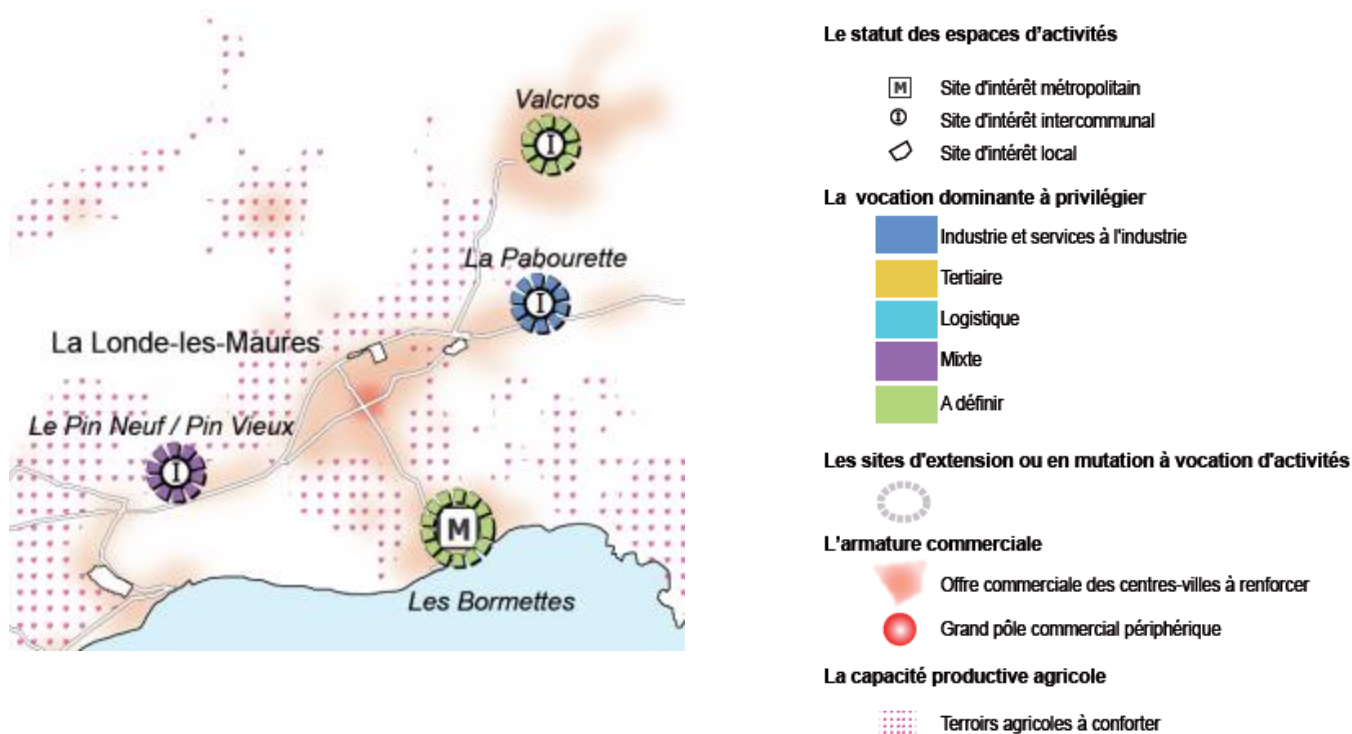 Valcros
I
La Pabourette
I
La Londe-les-Maures
Le Pin Neuf / Pin Vieux
I
M
Les Bormettes
Le statut des espaces d'activités
M Site d'intérêt métropolitain
I Site d'intérêt intercommunal
Site d'intérêt local
La vocation dominante à privilégier
Industrie et services à l'industrie
Tertiaire
Logistique
Mixte
A définir
Les sites d'extension ou en mutation à vocation d'activités
L'armature commerciale
Offre commerciale des centres-villes à renforcer
Grand pôle commercial périphérique
La capacité productive agricole
Terroirs agricoles à conforter